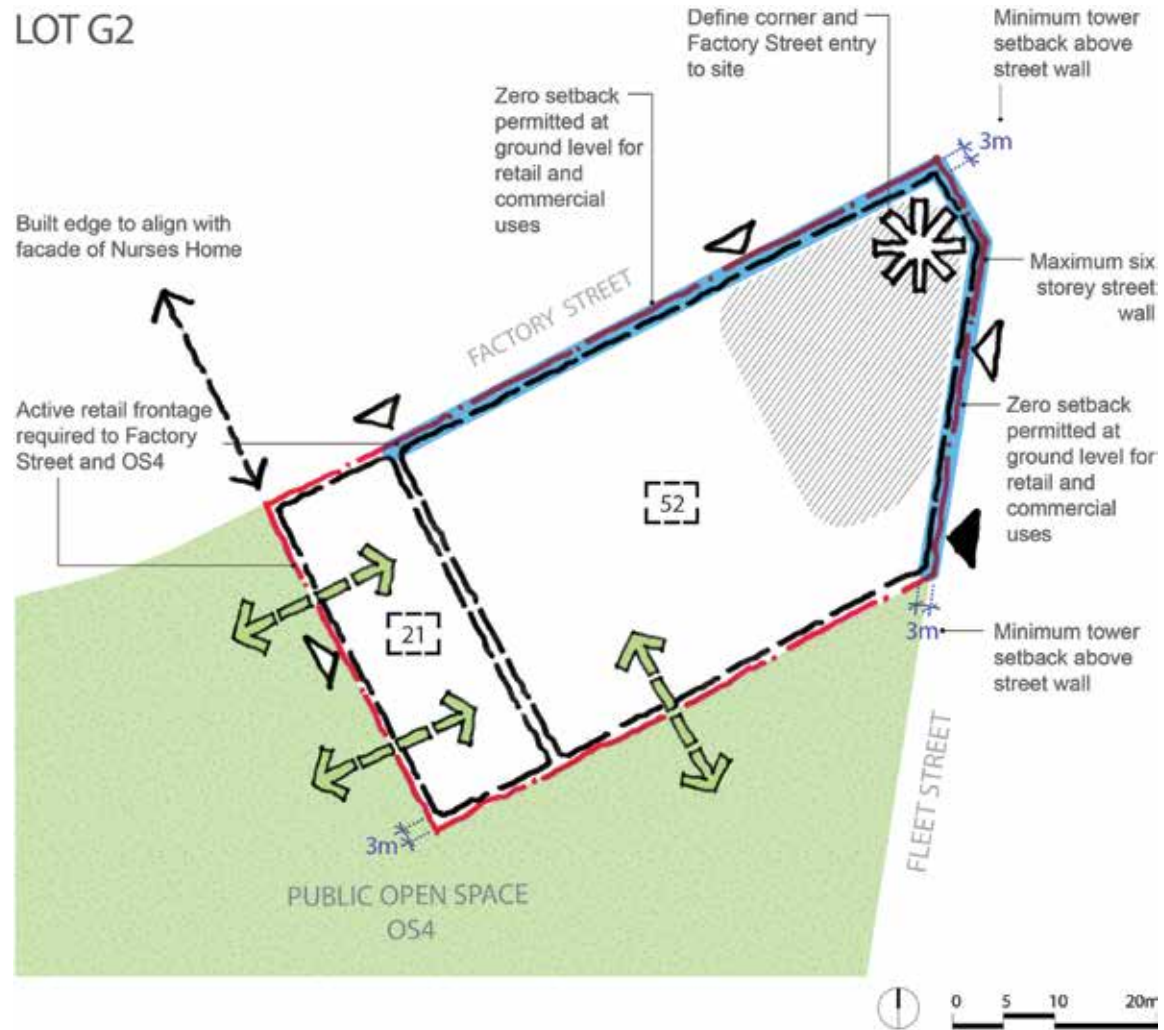 LOT G2
Define corner and
Factory Street entry
to site
Minimum tower
setback above
street wall
Zero setback
permitted at
ground level for
retail and
commercial
uses
3m
Built edge to align with
facade of Nurses Home
Maximum six
storey street
wall
FACTORY STREET
Active retail frontage
required to Factory
Street and OS4
Zero setback
permitted at
ground level for
retail and
commercial
uses
52
21
3m
Minimum tower
setback above
street wall
FLEET STREET
3m
PUBLIC OPEN SPACE
OS4
0 5 10 20m